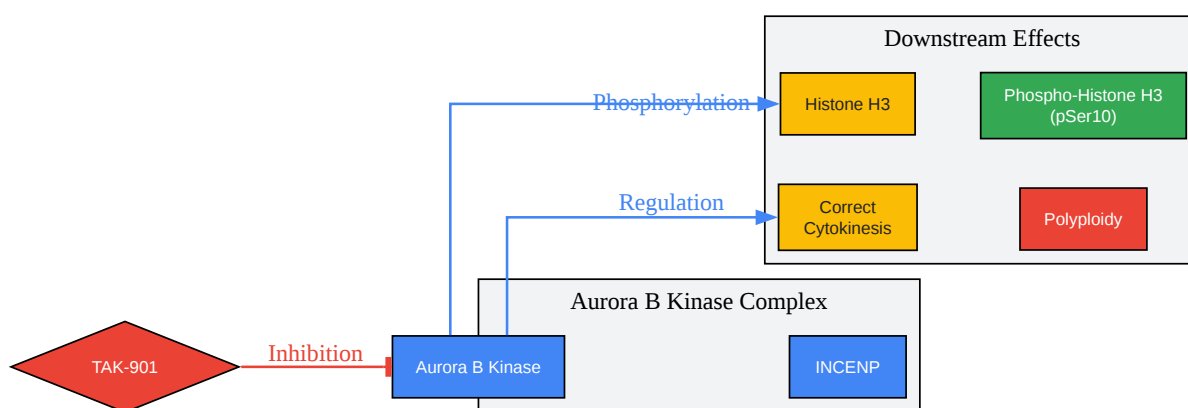 Downstream Effects
Phosphorylation
Histone H3
Phospho-Histone H3
(pSer10)
Regulation
Correct
Cytokinesis
Polyploidy
Aurora B Kinase Complex
TAK-901
Inhibition
Aurora B Kinase
INCENP